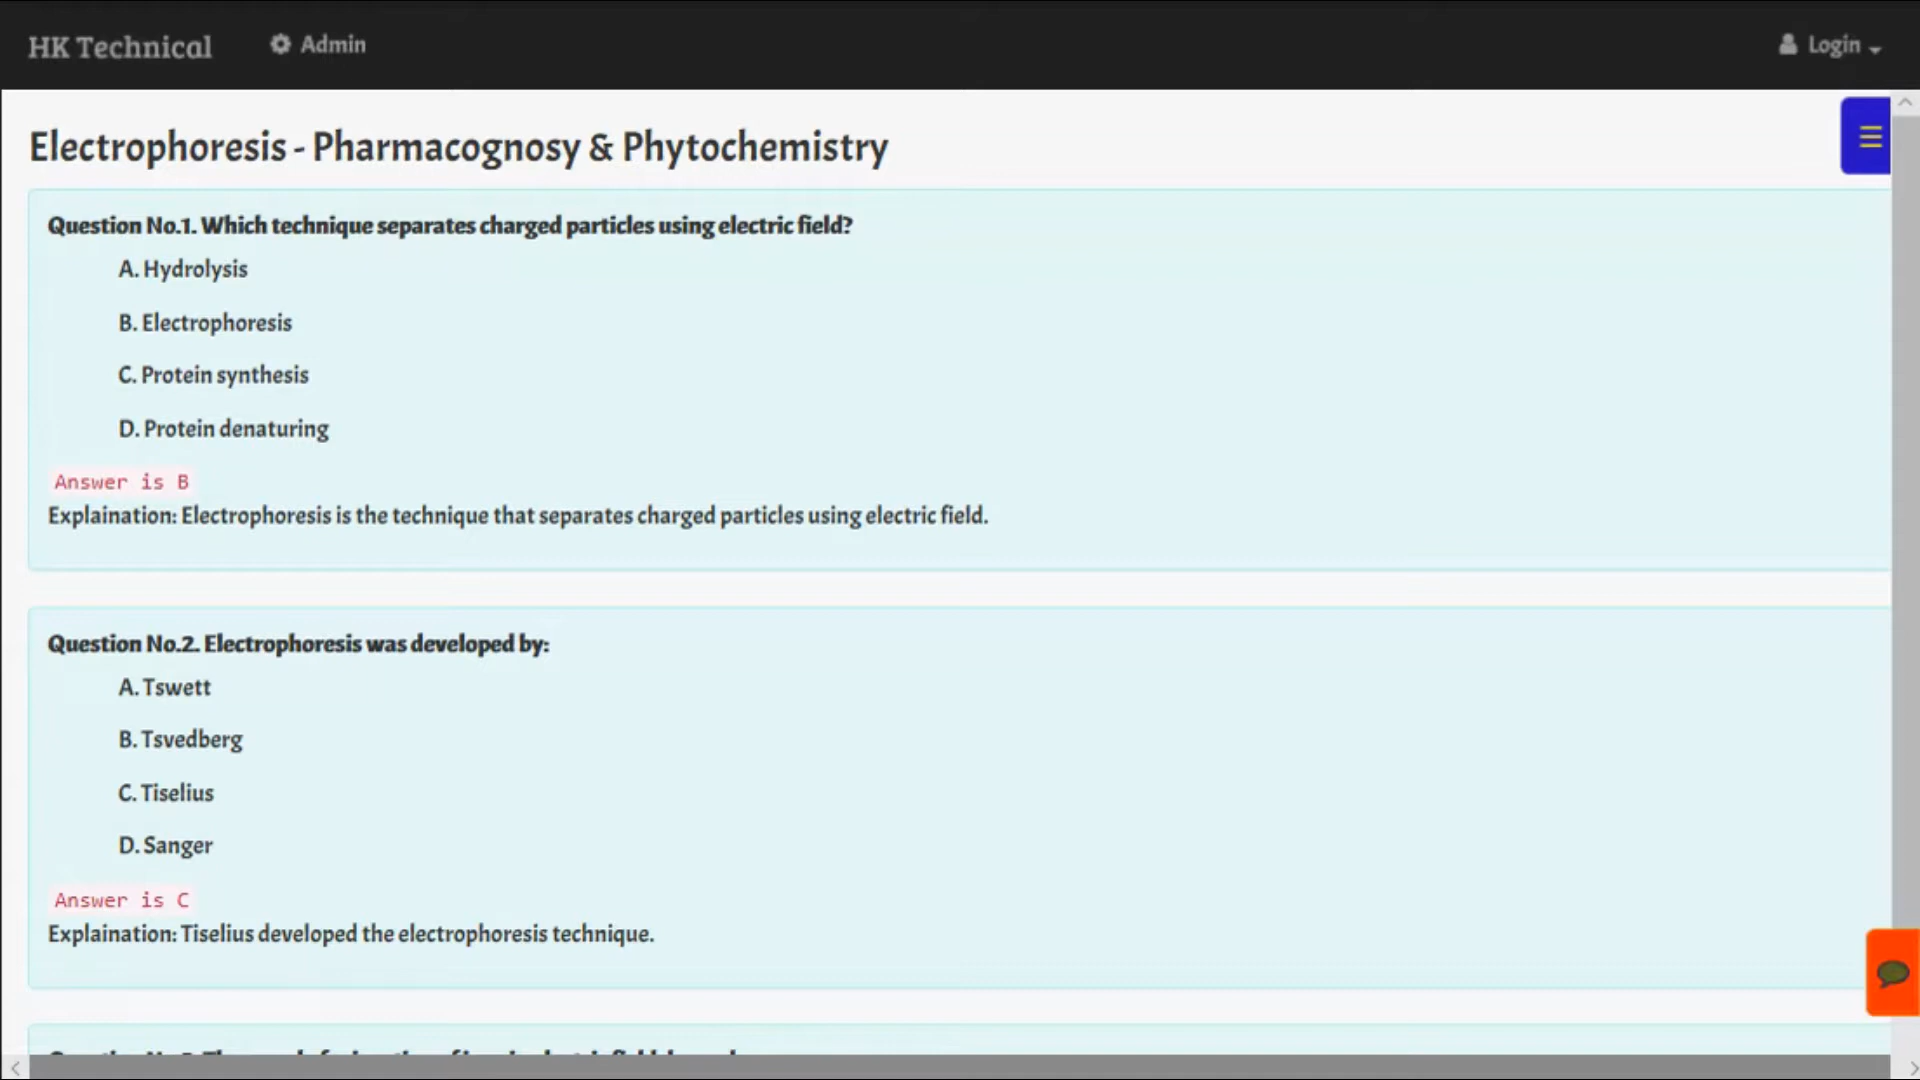 HK Technical
Admin
Login
Electrophoresis - Pharmacognosy & Phytochemistry
Question No.1. Which technique separates charged particles using electric field?
A. Hydrolysis
B. Electrophoresis
C. Protein synthesis
D. Protein denaturing
Answer is B
Explaination: Electrophoresis is the technique that separates charged particles using electric field.
Question No.2. Electrophoresis was developed by:
A. Tswett
B. Tsvedberg
C. Tiselius
D. Sanger
Answer is C
Explaination: Tiselius developed the electrophoresis technique.